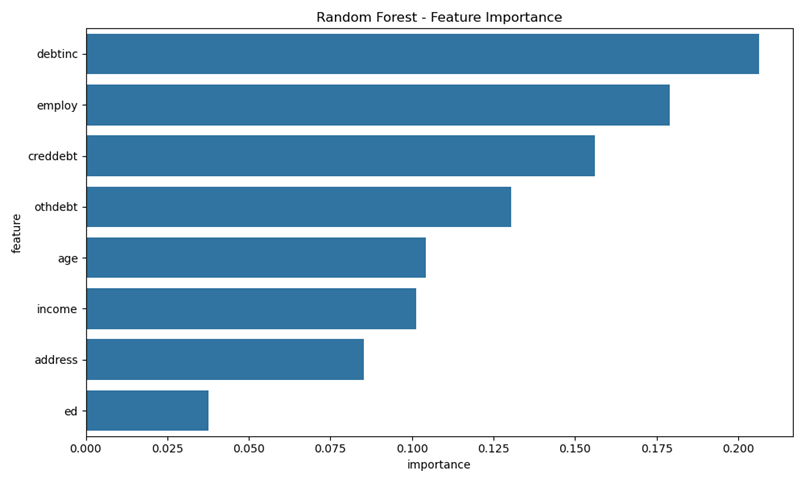 Random Forest - Feature Importance
debtinc
employ
creddebt
othdebt
age
income
address
ed
feature
0.000 0.025 0.050 0.075 0.100 0.125 0.150 0.175 0.200
importance